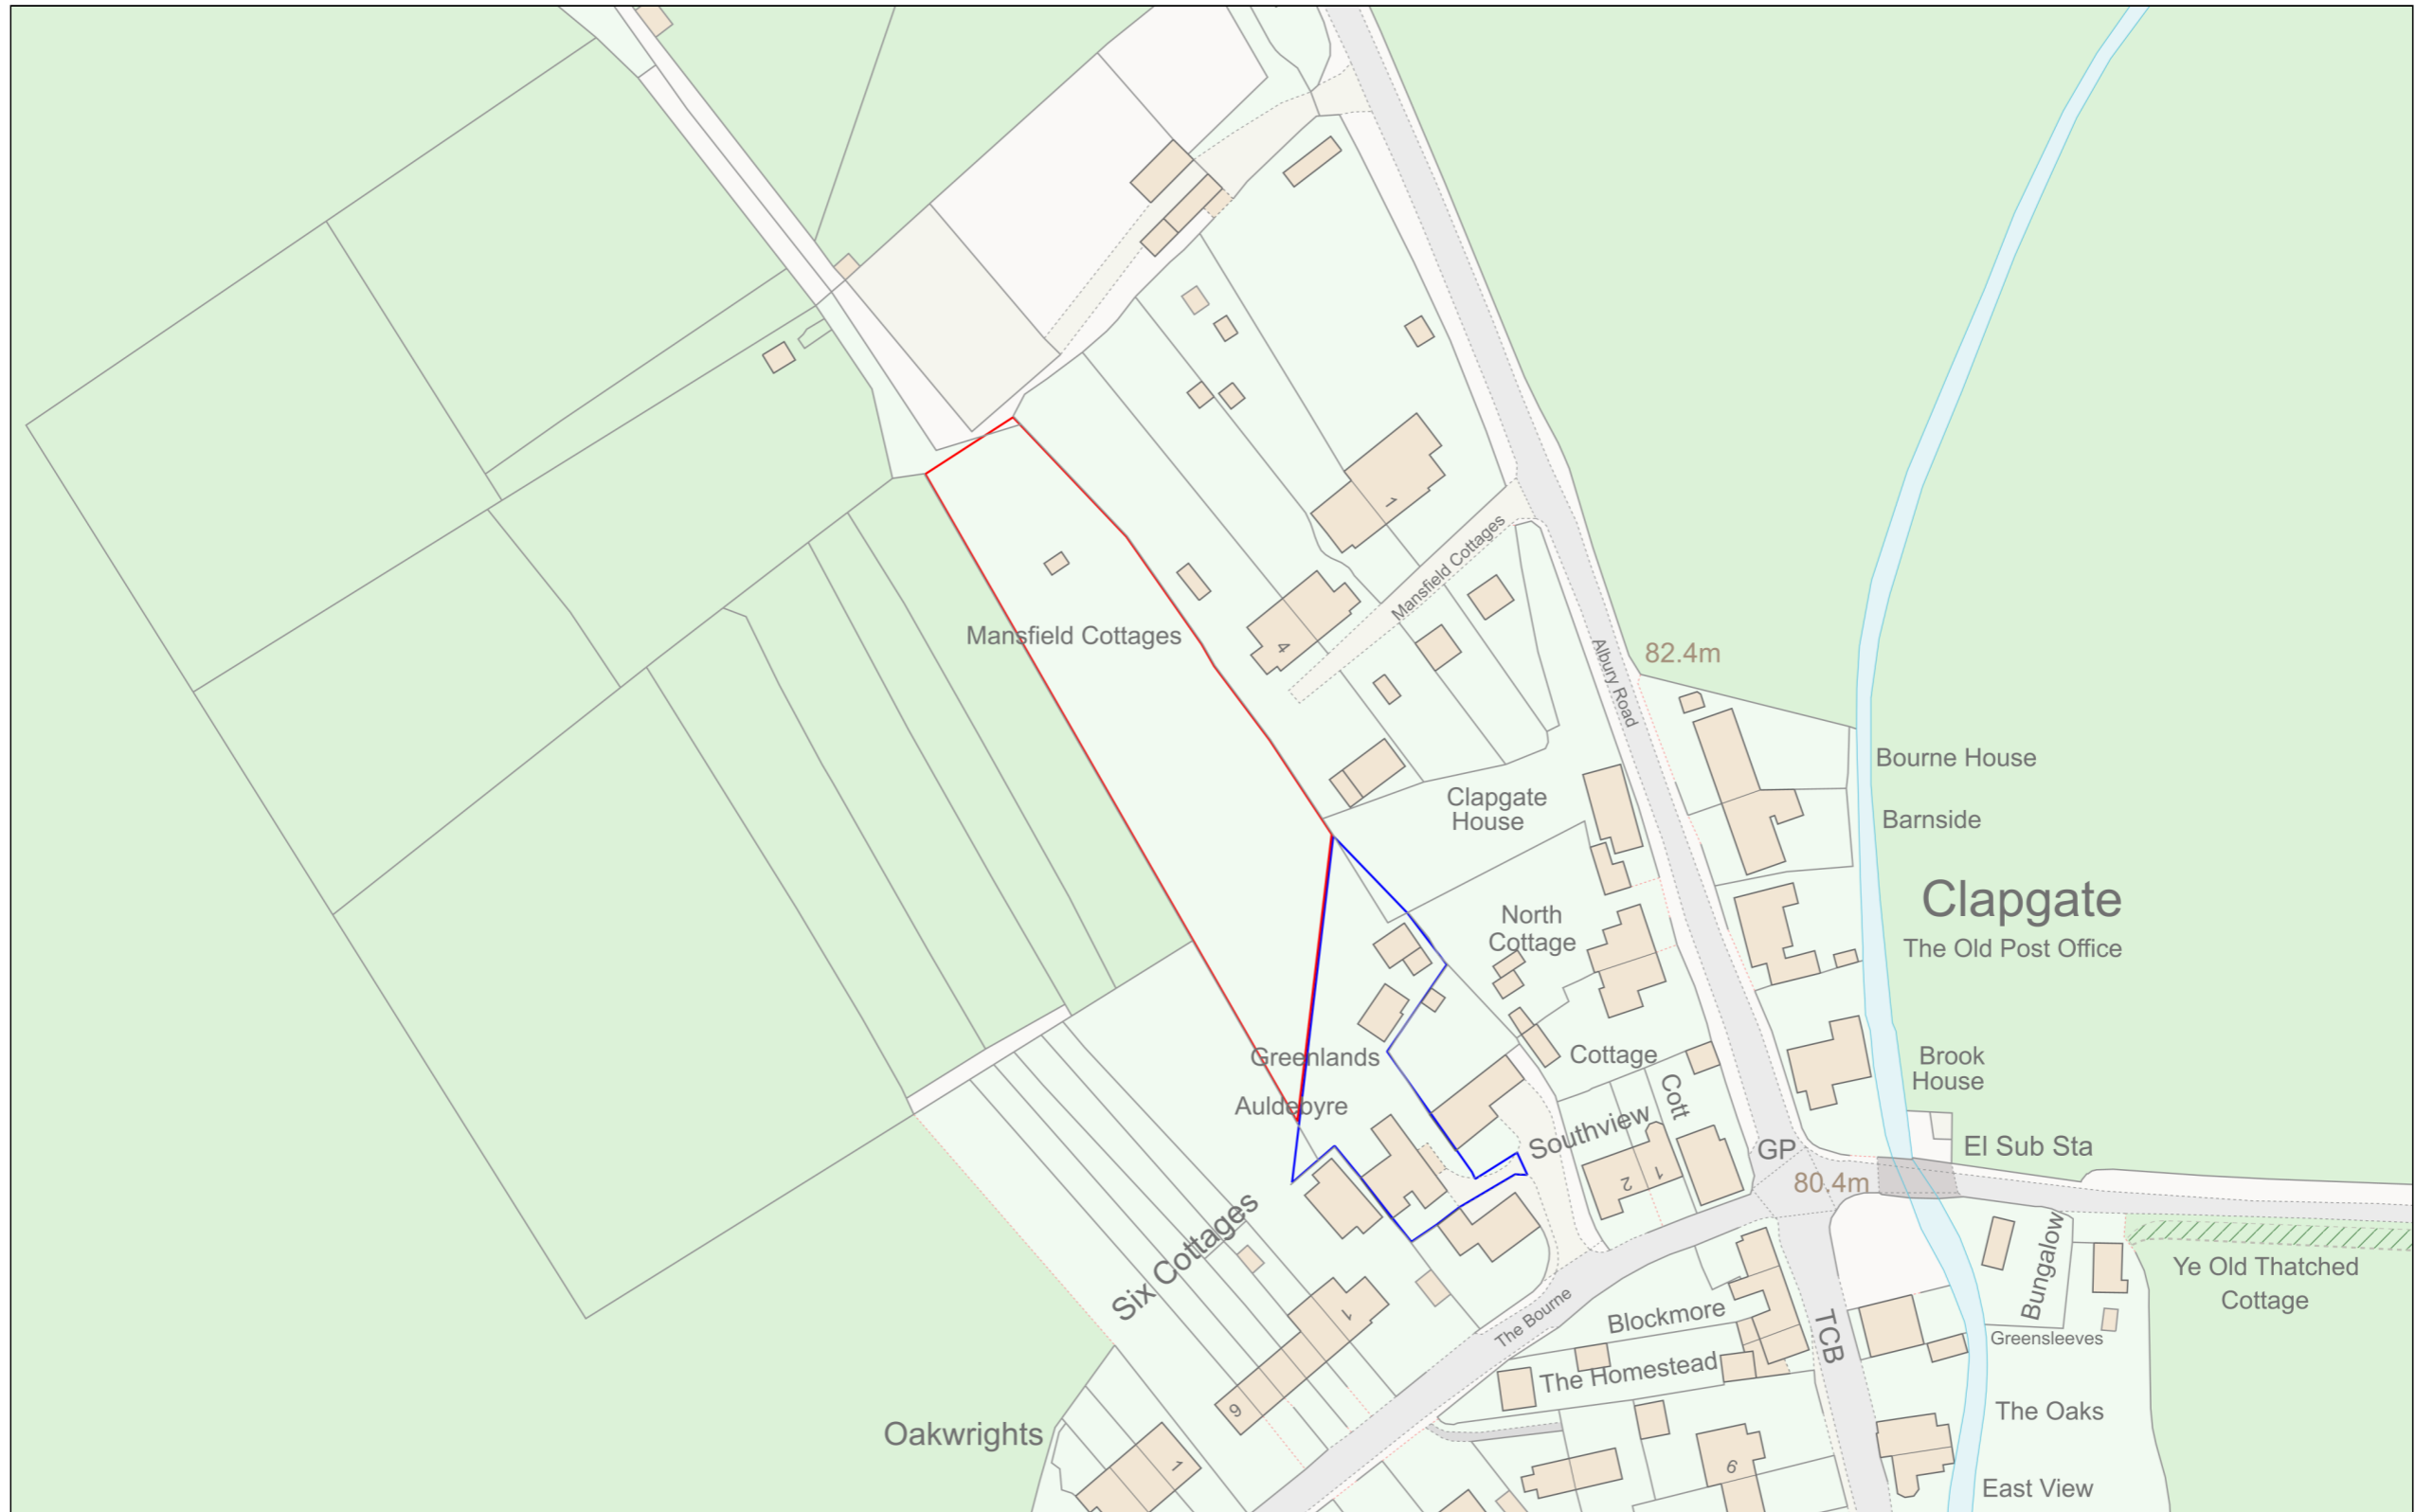 1
Mansfield Cottages
Mansfield Cottages
4
Albury Road
82.4m
Bourne House
Clapgate
House
Barnside
Clapgate
North
Cottage
The Old Post Office
Greenlands
Cottage
Brook
House
Auldebyre
Cott
Southview
GP
El Sub Sta
2
1
80.4m
Six Cottages
Bungalow
Ye Old Thatched
Cottage
1
The Bourne
Blockmore
TCB
Greensleeves
The Homestead
6
Oakwrights
The Oaks
1
6
East View